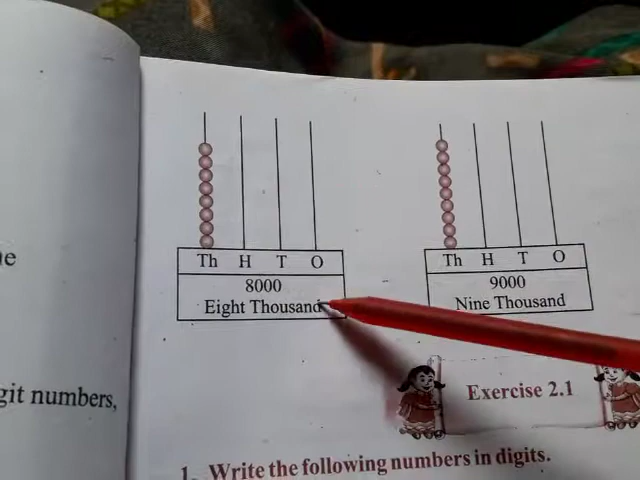 Th H T O
8000
Eight Thousand
Th H T O
9000
Nine Thousand
git numbers,
Exercise 2.1
1. Write the following numbers in digits.